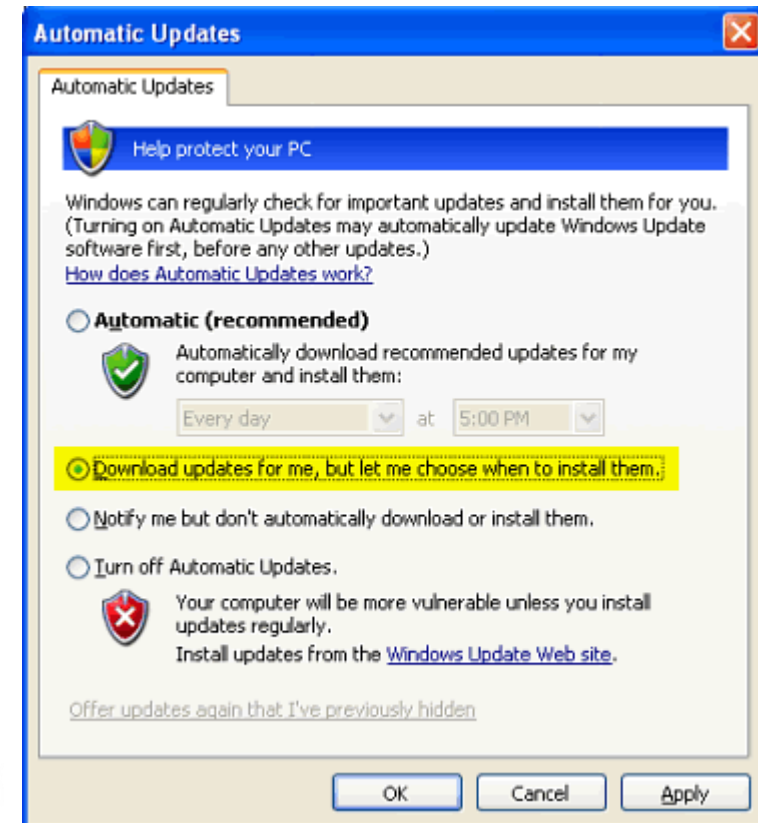 Automatic Updates
Automatic Updates
Help protect your PC
Windows can regularly check for important updates and install them for you.
(Turning on Automatic Updates may automatically update Windows Update
software first, before any other updates.)
How does Automatic Updates work?
Automatic (recommended)
Automatically download recommended updates for my
computer and install them:
Every day at 5:00 PM
Download updates for me, but let me choose when to install them.
Notify me but don't automatically download or install them.
Turn off Automatic Updates.
Your computer will be more vulnerable unless you install
updates regularly.
Install updates from the Windows Update Web site.
Offer updates again that I've previously hidden
OK Cancel Apply